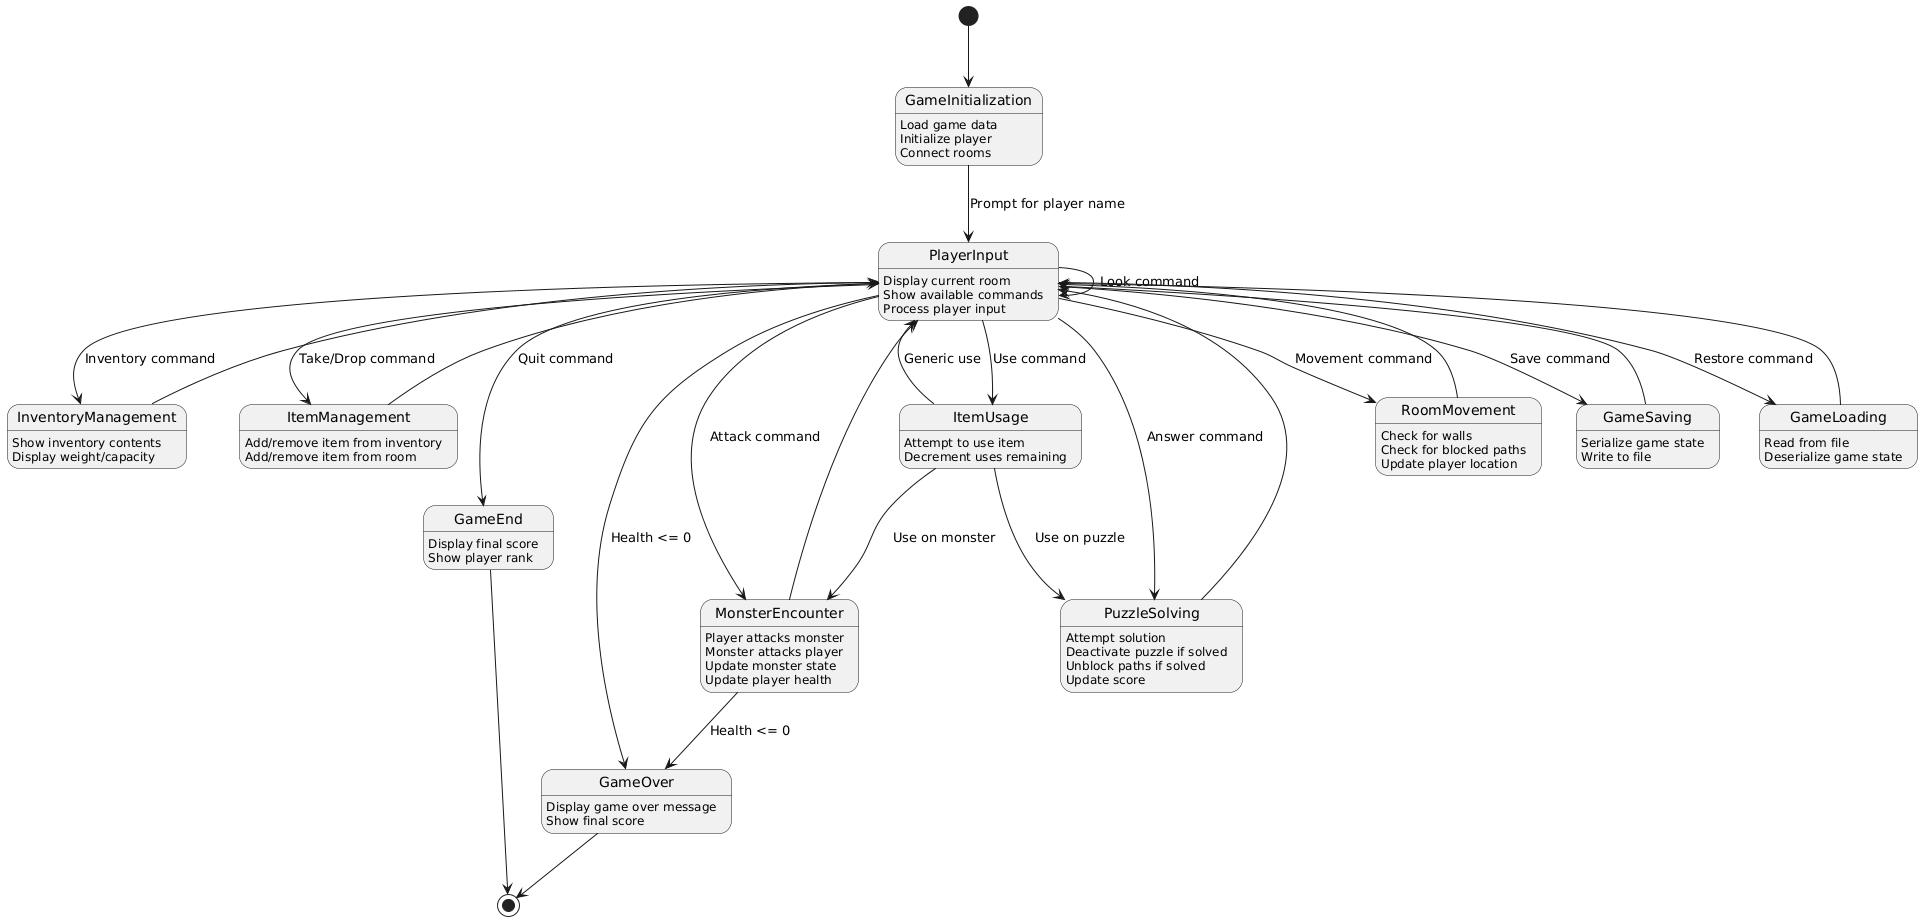 GameInitialization
Load game data
Initialize player
Connect rooms
Prompt for player name
PlayerInput
Display current room
Show available commands
Process player input
Look command
Inventory command
Take/Drop command
Quit command
Generic use
Use command
Movement command
Save command
Restore command
InventoryManagement
Show inventory contents
Display weight/capacity
ItemManagement
Add/remove item from inventory
Add/remove item from room
Attack command
ItemUsage
Attempt to use item
Decrement uses remaining
Answer command
RoomMovement
Check for walls
Check for blocked paths
Update player location
GameSaving
Serialize game state
Write to file
GameLoading
Read from file
Deserialize game state
GameEnd
Display final score
Show player rank
Health <= 0
Use on monster
Use on puzzle
MonsterEncounter
Player attacks monster
Monster attacks player
Update monster state
Update player health
PuzzleSolving
Attempt solution
Deactivate puzzle if solved
Unblock paths if solved
Update score
Health <= 0
GameOver
Display game over message
Show final score